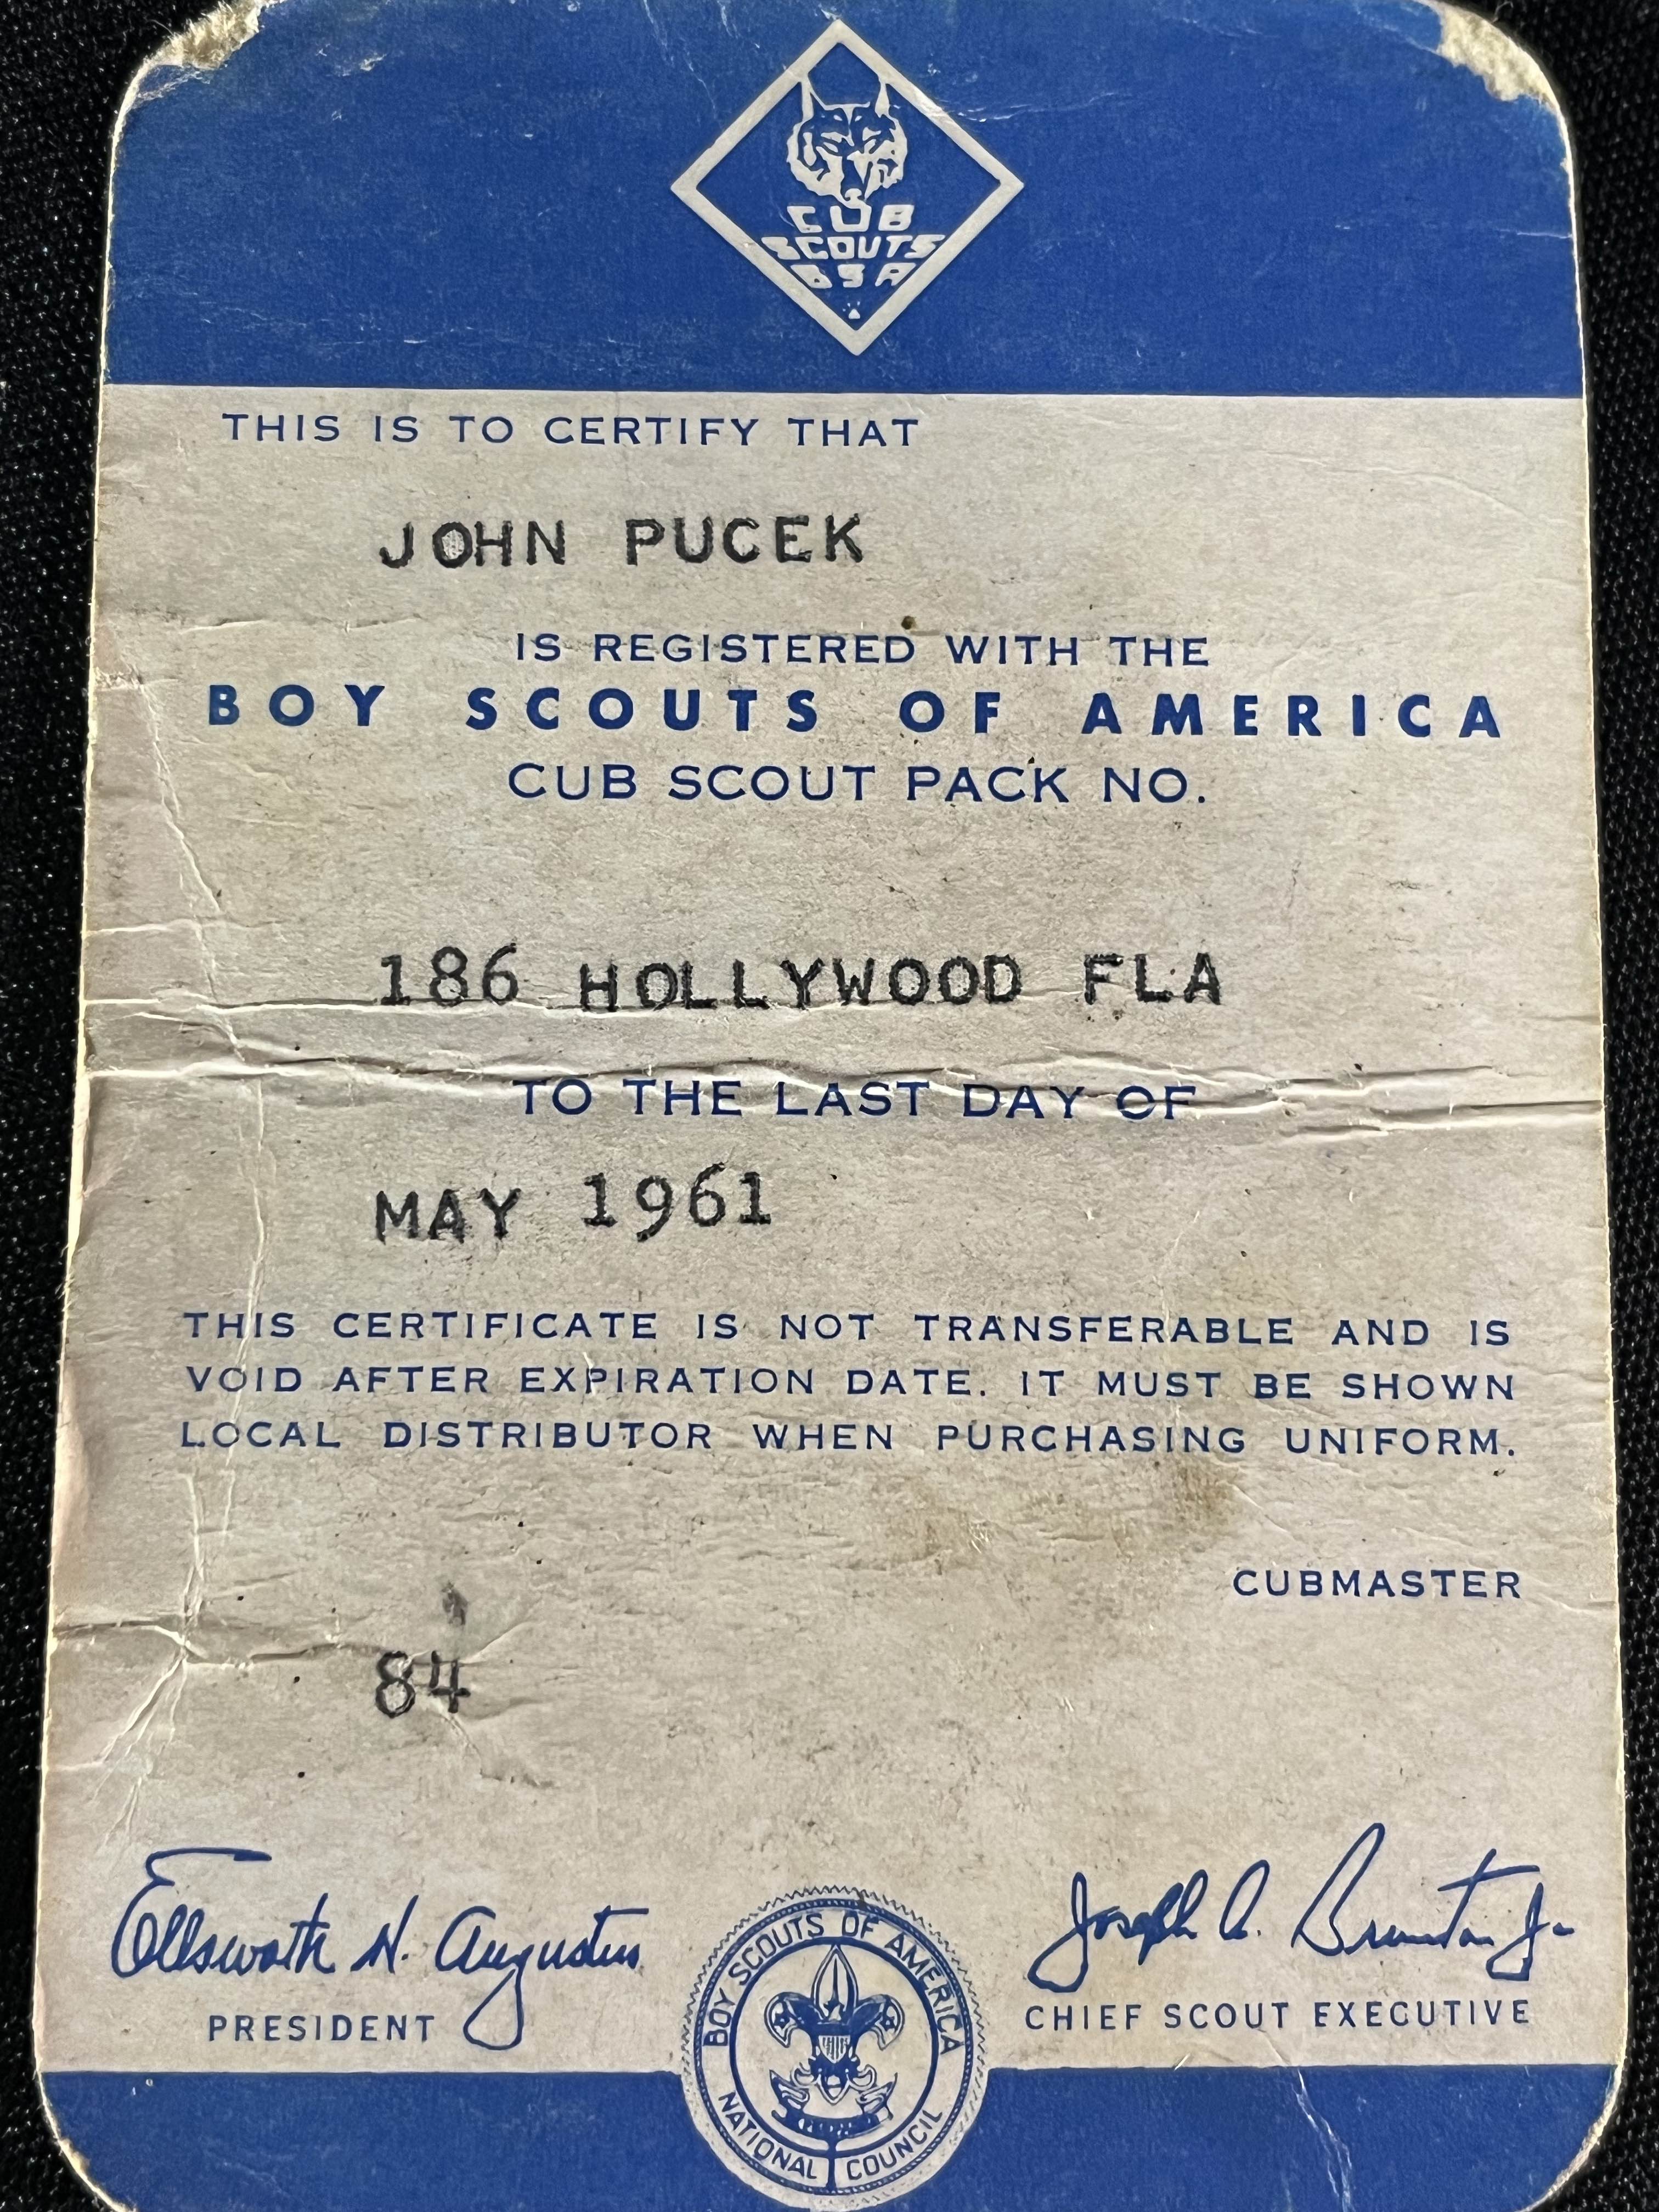 CUB
SCOUTS
BSA
THIS IS TO CERTIFY THAT
JOHN PUCEK
IS REGISTERED WITH THE
BOY SCOUTS OF AMERICA
CUB SCOUT PACK NO.
186 HOLLYWOOD FLA
TO THE LAST DAY OF
MAY 1961
THIS CERTIFICATE IS NOT TRANSFERABLE AND IS
VOID AFTER EXPIRATION DATE. IT MUST BE SHOWN
LOCAL DISTRIBUTOR WHEN PURCHASING UNIFORM.
CUBMASTER
84
Ellsworth H. Augustus
PRESIDENT
Joseph A. Brunton Jr
CHIEF SCOUT EXECUTIVE
BOY SCOUTS OF AMERICA
NATIONAL COUNCIL